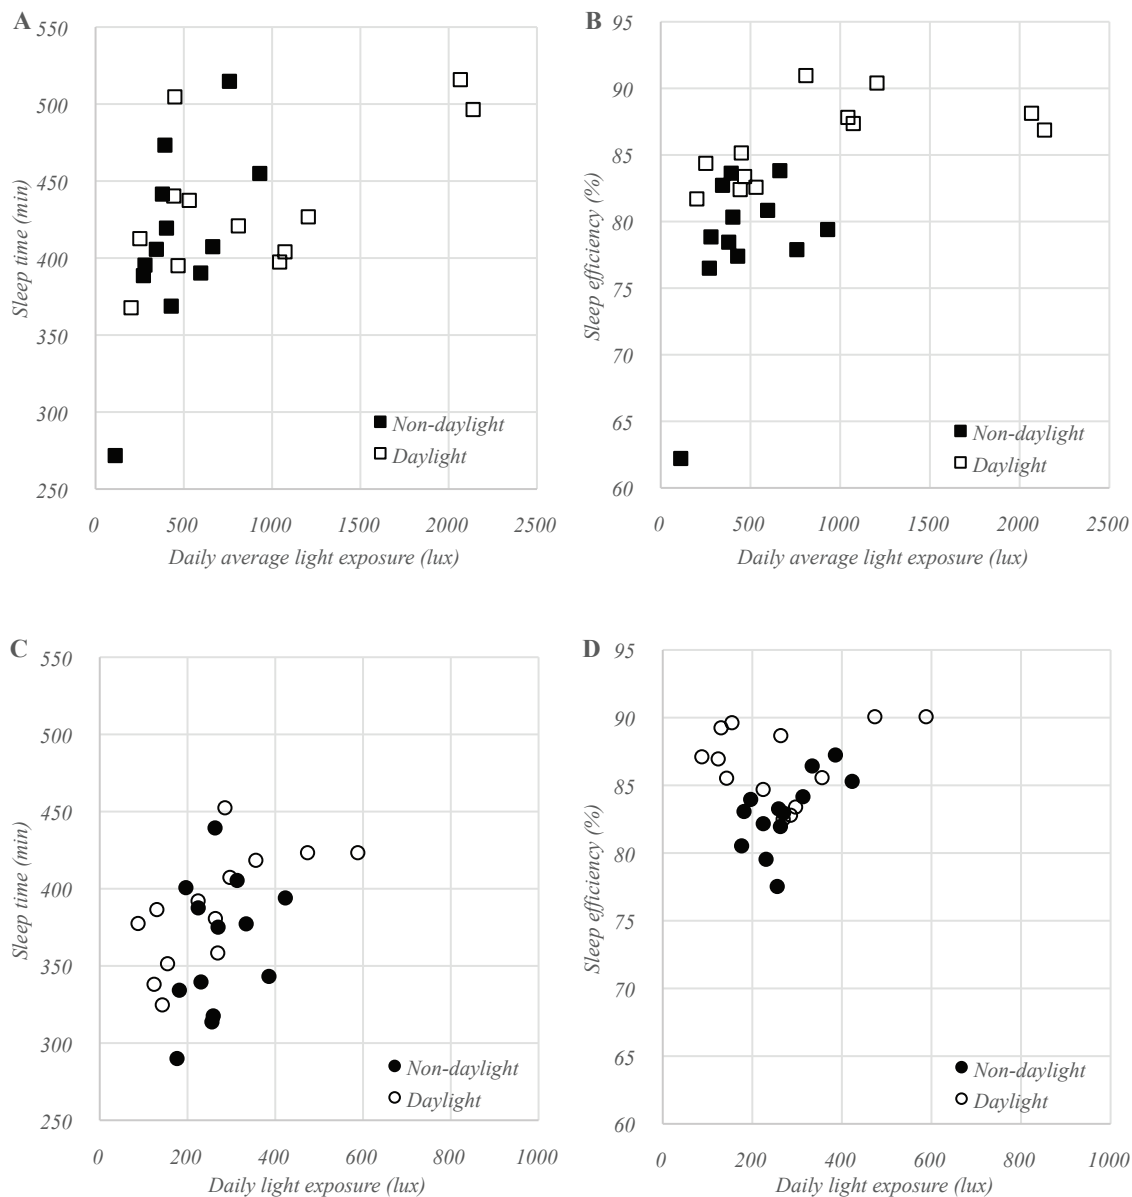 A
550
500
450
400
350
300
250
Sleep time (min)
Non-daylight
Daylight
0 500 1000 1500 2000 2500
Daily average light exposure (lux)
B
95
90
85
80
75
70
65
60
Sleep efficiency (%)
Non-daylight
Daylight
0 500 1000 1500 2000 2500
Daily average light exposure (lux)
C
550
500
450
400
350
300
250
Sleep time (min)
Non-daylight
Daylight
0 200 400 600 800 1000
Daily light exposure (lux)
D
95
90
85
80
75
70
65
60
Sleep efficiency (%)
Non-daylight
Daylight
0 200 400 600 800 1000
Daily light exposure (lux)